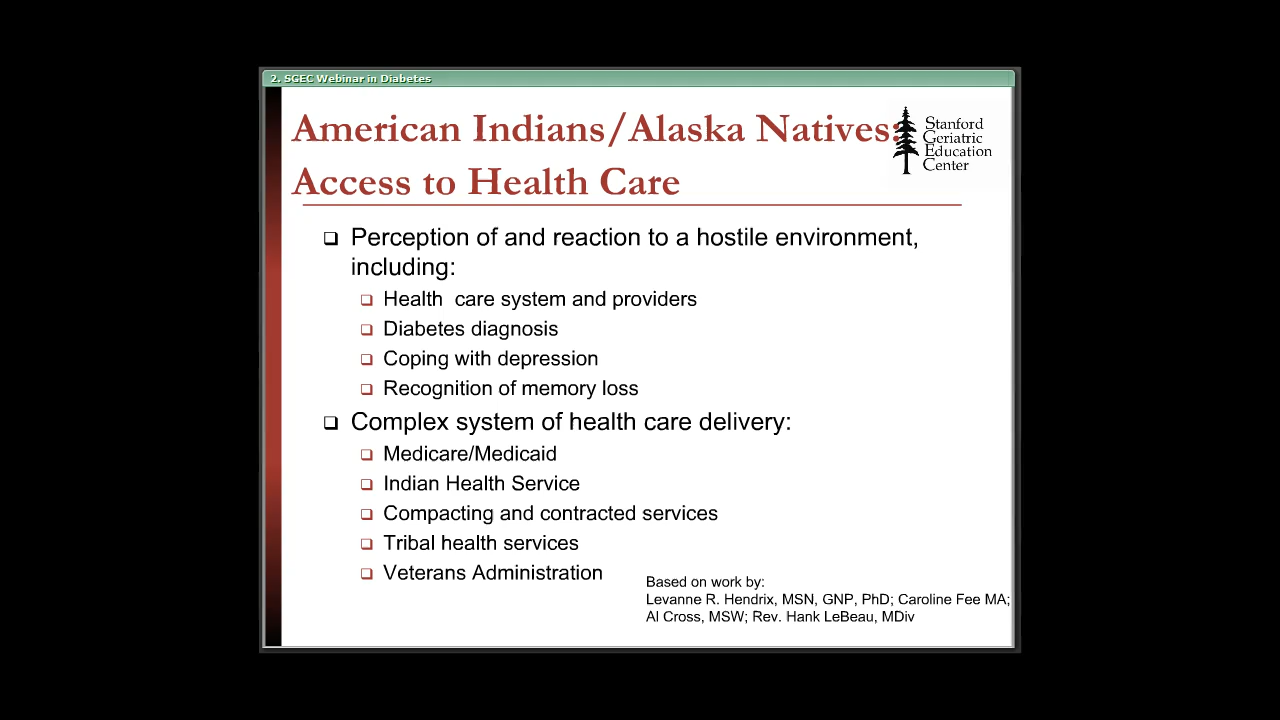 2. SGEC Webinar in Diabetes
American Indians/Alaska Natives:
Access to Health Care
Stanford
Geriatric
Education
Center
Perception of and reaction to a hostile environment,
including:
Health care system and providers
Diabetes diagnosis
Coping with depression
Recognition of memory loss
Complex system of health care delivery:
Medicare/Medicaid
Indian Health Service
Compacting and contracted services
Tribal health services
Veterans Administration
Based on work by:
Levanne R. Hendrix, MSN, GNP, PhD; Caroline Fee MA;
Al Cross, MSW; Rev. Hank LeBeau, MDiv